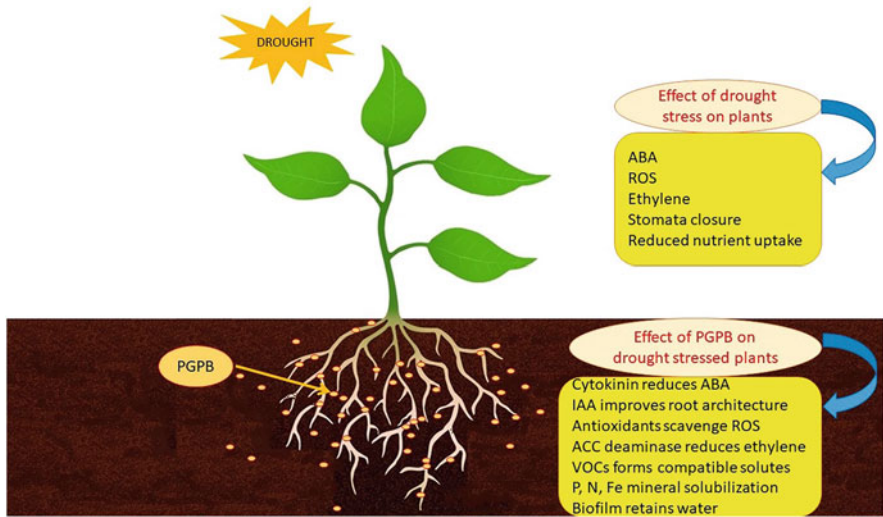 DROUGHT
Effect of drought
stress on plants
ABA
ROS
Ethylene
Stomata closure
Reduced nutrient uptake
PGPB
Effect of PGPB on
drought stressed plants
Cytokinin reduces ABA
IAA improves root architecture
Antioxidants scavenge ROS
ACC deaminase reduces ethylene
VOCs forms compatible solutes
P, N, Fe mineral solubilization
Biofilm retains water